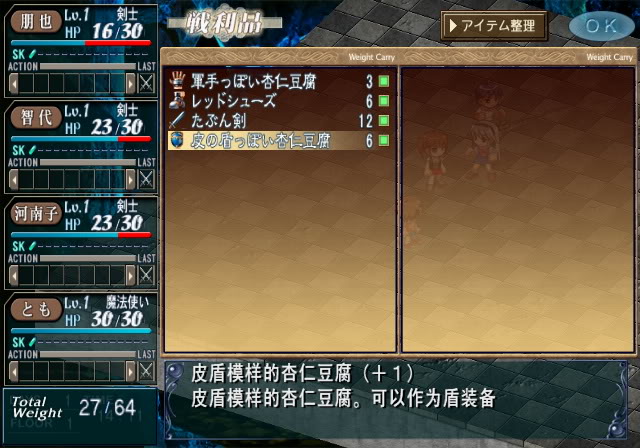 朋也 Lv.1 剣士
HP 16/30
SK
ACTION LAST
智代 Lv.1 剣士
HP 23/30
SK
ACTION LAST
河南子 Lv.1 剣士
HP 23/30
SK
ACTION LAST
とも Lv.1 魔法使い
HP 30/30
SK
ACTION LAST
Total Weight 27/64
戦利品
アイテム整理
OK
Weight Carry
Weight Carry
軍手っぽい杏仁豆腐 3
レッドシューズ 6
たぶん剣 12
皮の盾っぽい杏仁豆腐 6
皮盾模样的杏仁豆腐（＋１）
皮盾模样的杏仁豆腐。可以作为盾装备